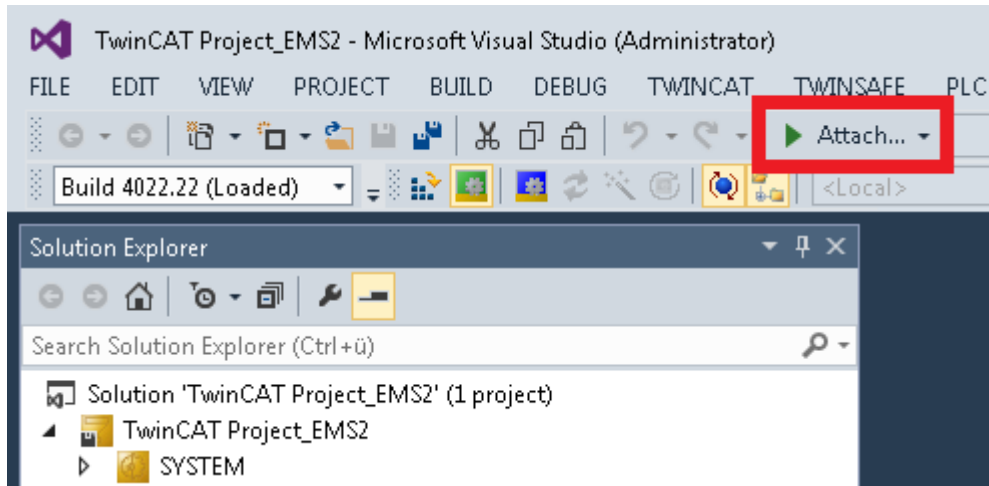 TwinCAT Project_EMS2 - Microsoft Visual Studio (Administrator)
FILE EDIT VIEW PROJECT BUILD DEBUG TWINCAT TWINSAFE PLC
Attach...
Build 4022.22 (Loaded) <Local>
Solution Explorer
Search Solution Explorer (Ctrl+ü)
Solution 'TwinCAT Project_EMS2' (1 project)
TwinCAT Project_EMS2
SYSTEM